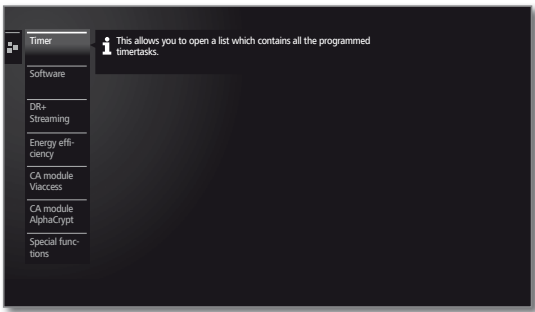 Timer
This allows you to open a list which contains all the programmed
timertasks.
Software
DR+
Streaming
Energy effi-
ciency
CA module
Viaccess
CA module
AlphaCrypt
Special func-
tions